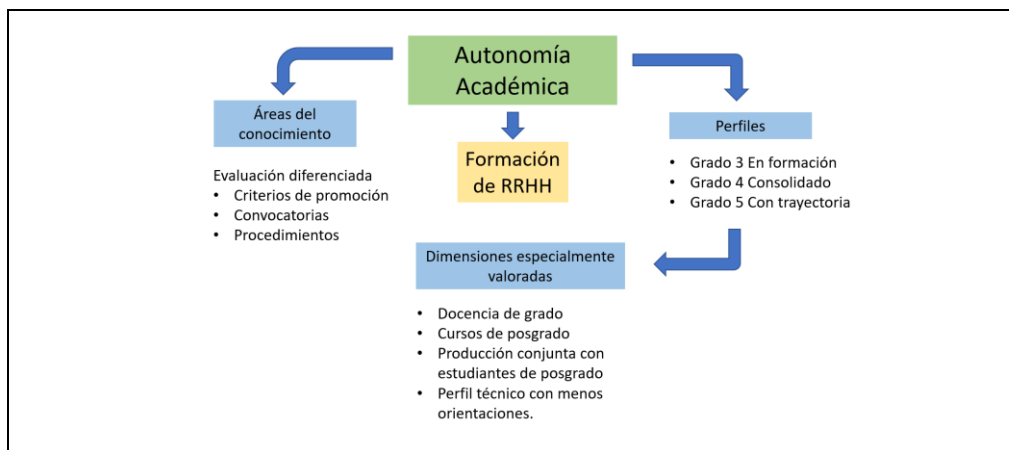 Autonomía
Académica
Áreas del
conocimiento
Evaluación diferenciada
• Criterios de promoción
• Convocatorias
• Procedimientos
Formación
de RRHH
Perfiles
• Grado 3 En formación
• Grado 4 Consolidado
• Grado 5 Con trayectoria
Dimensiones especialmente
valoradas
• Docencia de grado
• Cursos de posgrado
• Producción conjunta con
estudiantes de posgrado
• Perfil técnico con menos
orientaciones.